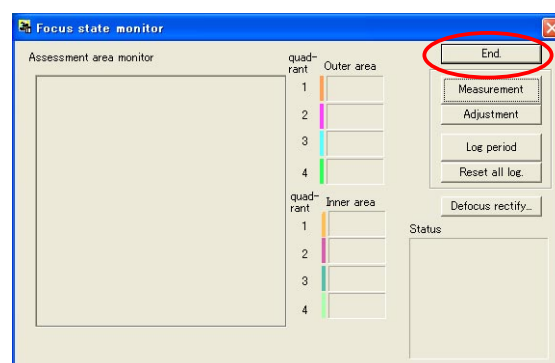 Focus state monitor
Assessment area monitor
quad-
rant
Outer area
1
2
3
4
quad-
rant
Inner area
1
2
3
4
End.
Measurement
Adjustment
Log period
Reset all log.
Defocus rectify...
Status